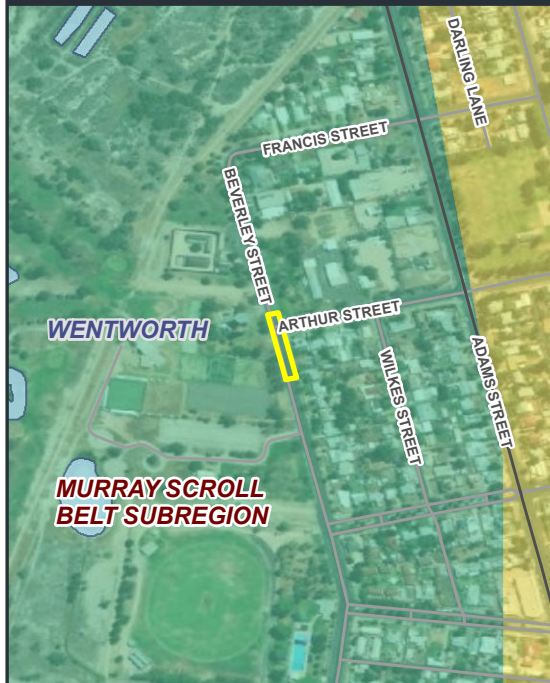 DARLING LANE
FRANCIS STREET
BEVERLEY STREET
ARTHUR STREET
WENTWORTH
WILKES STREET
ADAMS STREET
MURRAY SCROLL
BELT SUBREGION